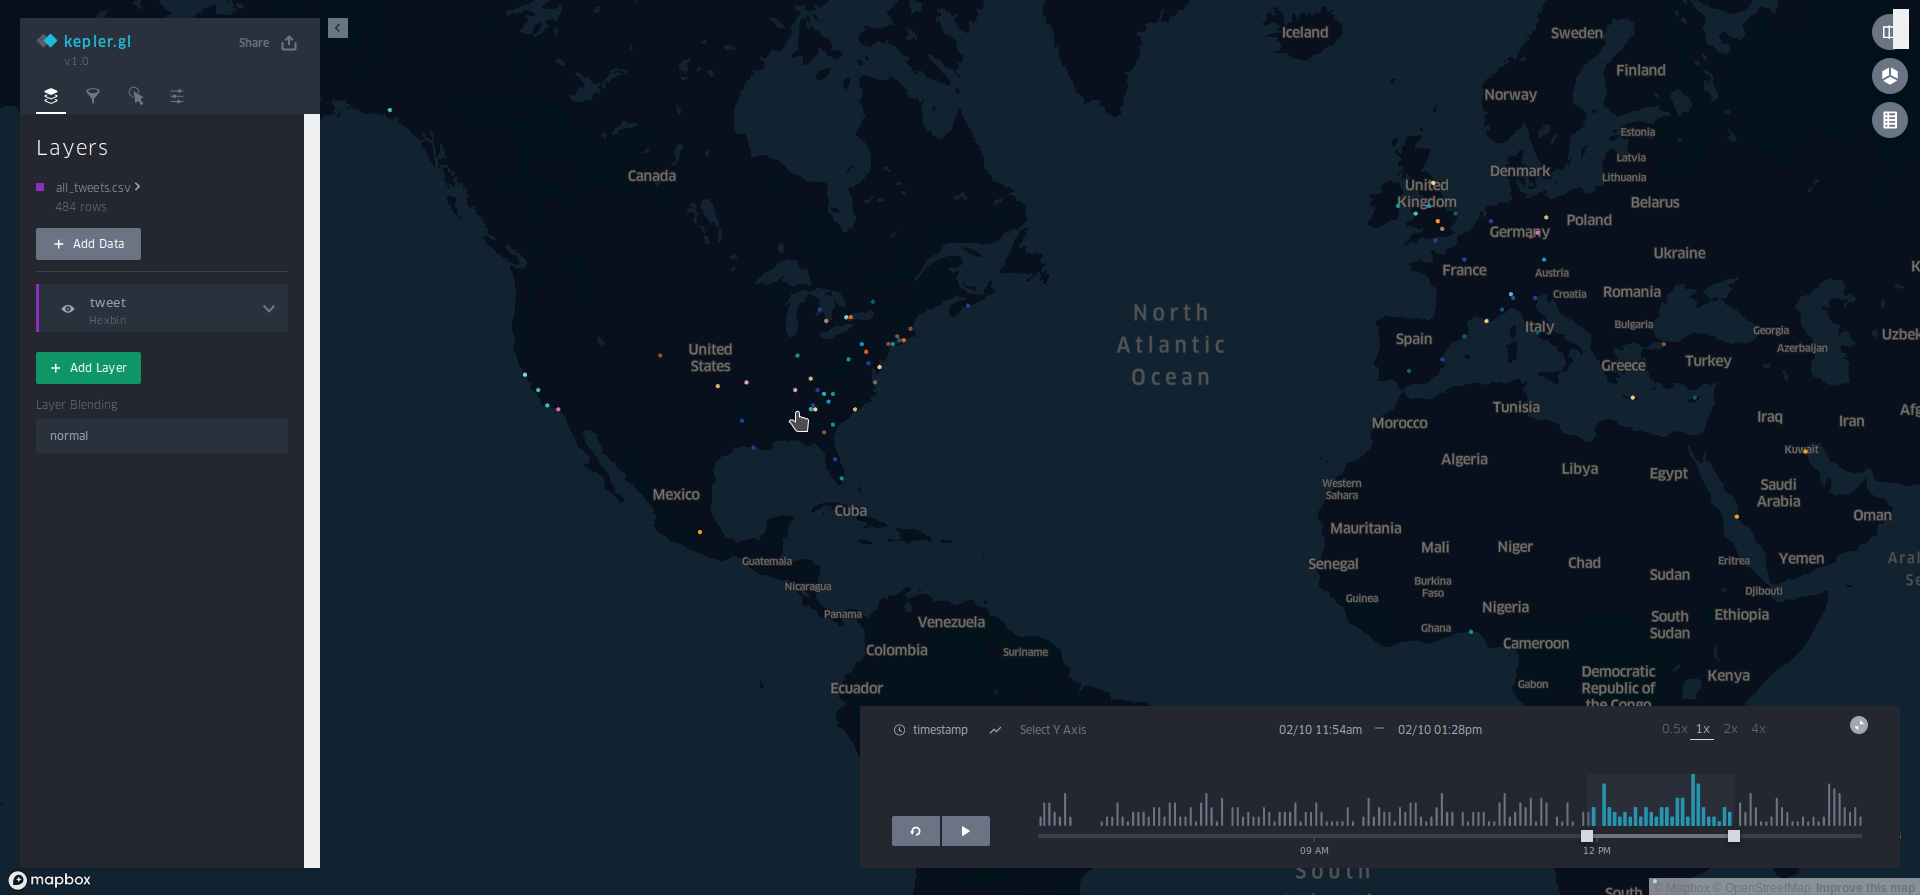 kepler.gl
v1.0
Share
Layers
all_tweets.csv
484 rows
+ Add Data
tweet
Hexbin
+ Add Layer
Layer Blending
normal
mapbox
Iceland
Sweden
Finland
Norway
Estonia
Latvia
Lithuania
Denmark
Canada
United
Kingdom
Belarus
Poland
Germany
Ukraine
France
Austria
K
Croatia
Romania
North
Atlantic
Ocean
Italy
Bulgaria
Georgia
Azerbaijan
Uzbek
Spain
United
States
Greece
Turkey
Tunisia
Morocco
Iraq
Iran
Afg
Kuwait
Algeria
Libya
Egypt
Western
Sahara
Saudi
Arabia
Mexico
Cuba
Oman
Mauritania
Mali
Niger
Chad
Sudan
Eritrea
Yemen
Arab
Se
Guatemala
Senegal
Burkina
Faso
Djibouti
Nicaragua
Guinea
Nigeria
South
Sudan
Ethiopia
Panama
Venezuela
Ghana
Cameroon
Colombia
Suriname
Democratic
Republic of
the Congo
Kenya
Gabon
Ecuador
timestamp
Select Y Axis
02/10 11:54am — 02/10 01:28pm
0.5x 1x 2x 4x
09 AM
12 PM
South
South
© Mapbox © OpenStreetMap Improve this map